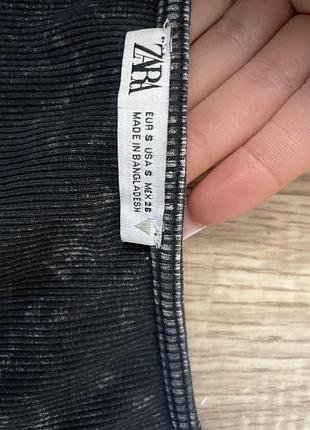 ZARA
EUR S USA S MEX 26
MADE IN BANGLADESH